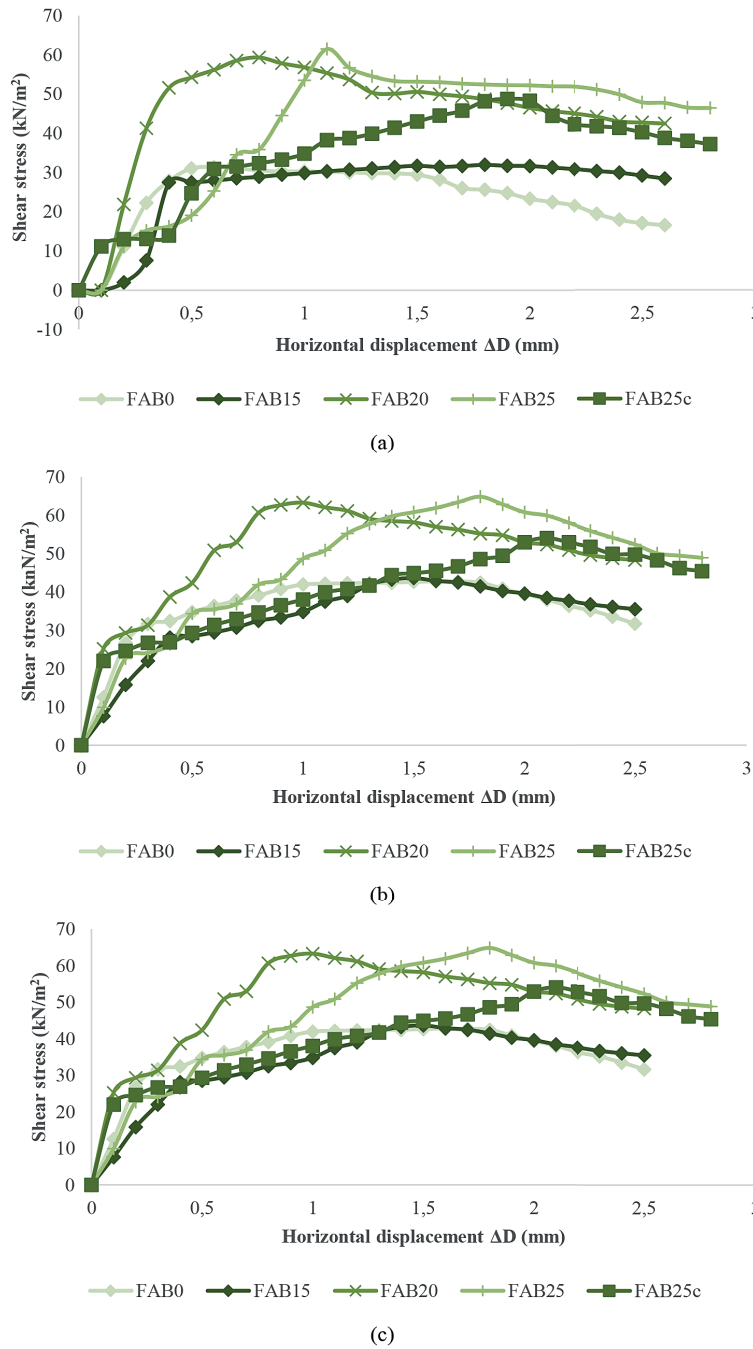 70
60
50
40
30
20
10
0
-10
Shear stress (kN/m²)
0 0,5 1 1,5 2 2,5 3
Horizontal displacement ΔD (mm)
FAB0 FAB15 FAB20 FAB25 FAB25c
(a)
70
60
50
40
30
20
10
0
Shear stress (knN/m²)
0 0,5 1 1,5 2 2,5 3
Horizontal displacement ΔD (mm)
FAB0 FAB15 FAB20 FAB25 FAB25c
(b)
70
60
50
40
30
20
10
0
Shear stress (kN/m²)
0 0,5 1 1,5 2 2,5 3
Horizontal displacement ΔD (mm)
FAB0 FAB15 FAB20 FAB25 FAB25c
(c)